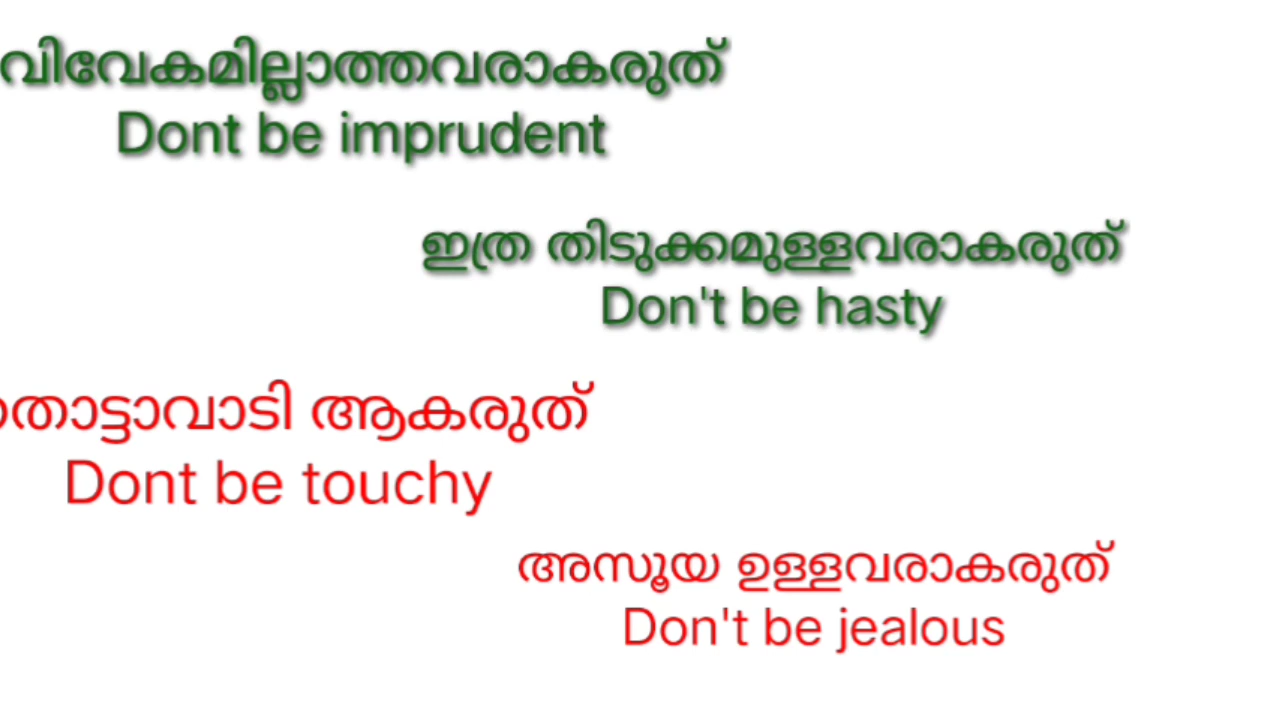 വിവേകമില്ലാത്തവരാകരുത്
Dont be imprudent
ഇത്ര തിടുക്കമുള്ളവരാകരുത്
Don't be hasty
തൊട്ടാവാടി ആകരുത്
Dont be touchy
അസൂയ ഉള്ളവരാകരുത്
Don't be jealous